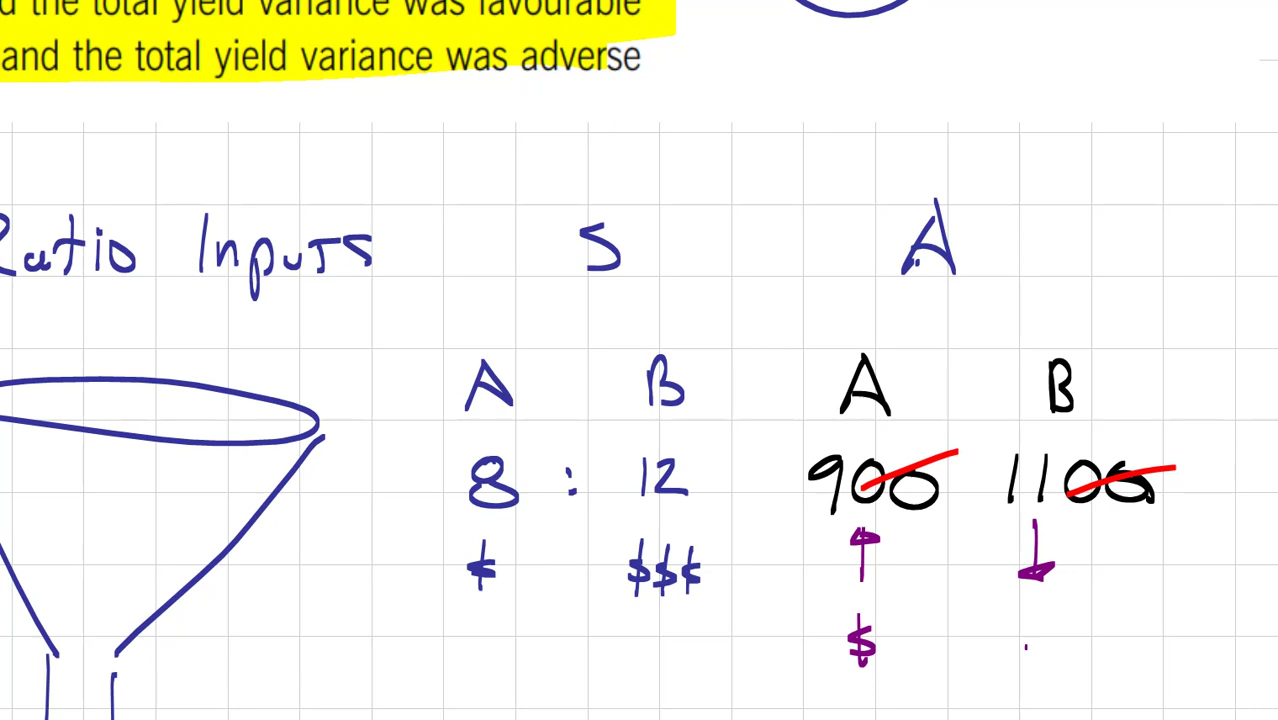 d the total yield variance was favourable
and the total yield variance was adverse
Ratio Inputs S A
A B A B
8 : 12 900 1100
$ $$$
$